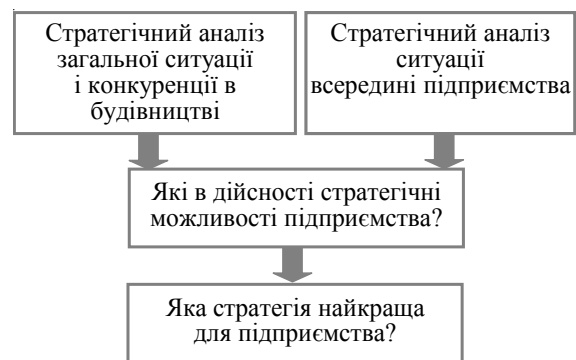 Стратегічний аналіз
загальної ситуації
і конкуренції в
будівництві
Стратегічний аналіз
ситуації
всередині підприємства
Які в дійсності стратегічні
можливості підприємства?
Яка стратегія найкраща
для підприємства?